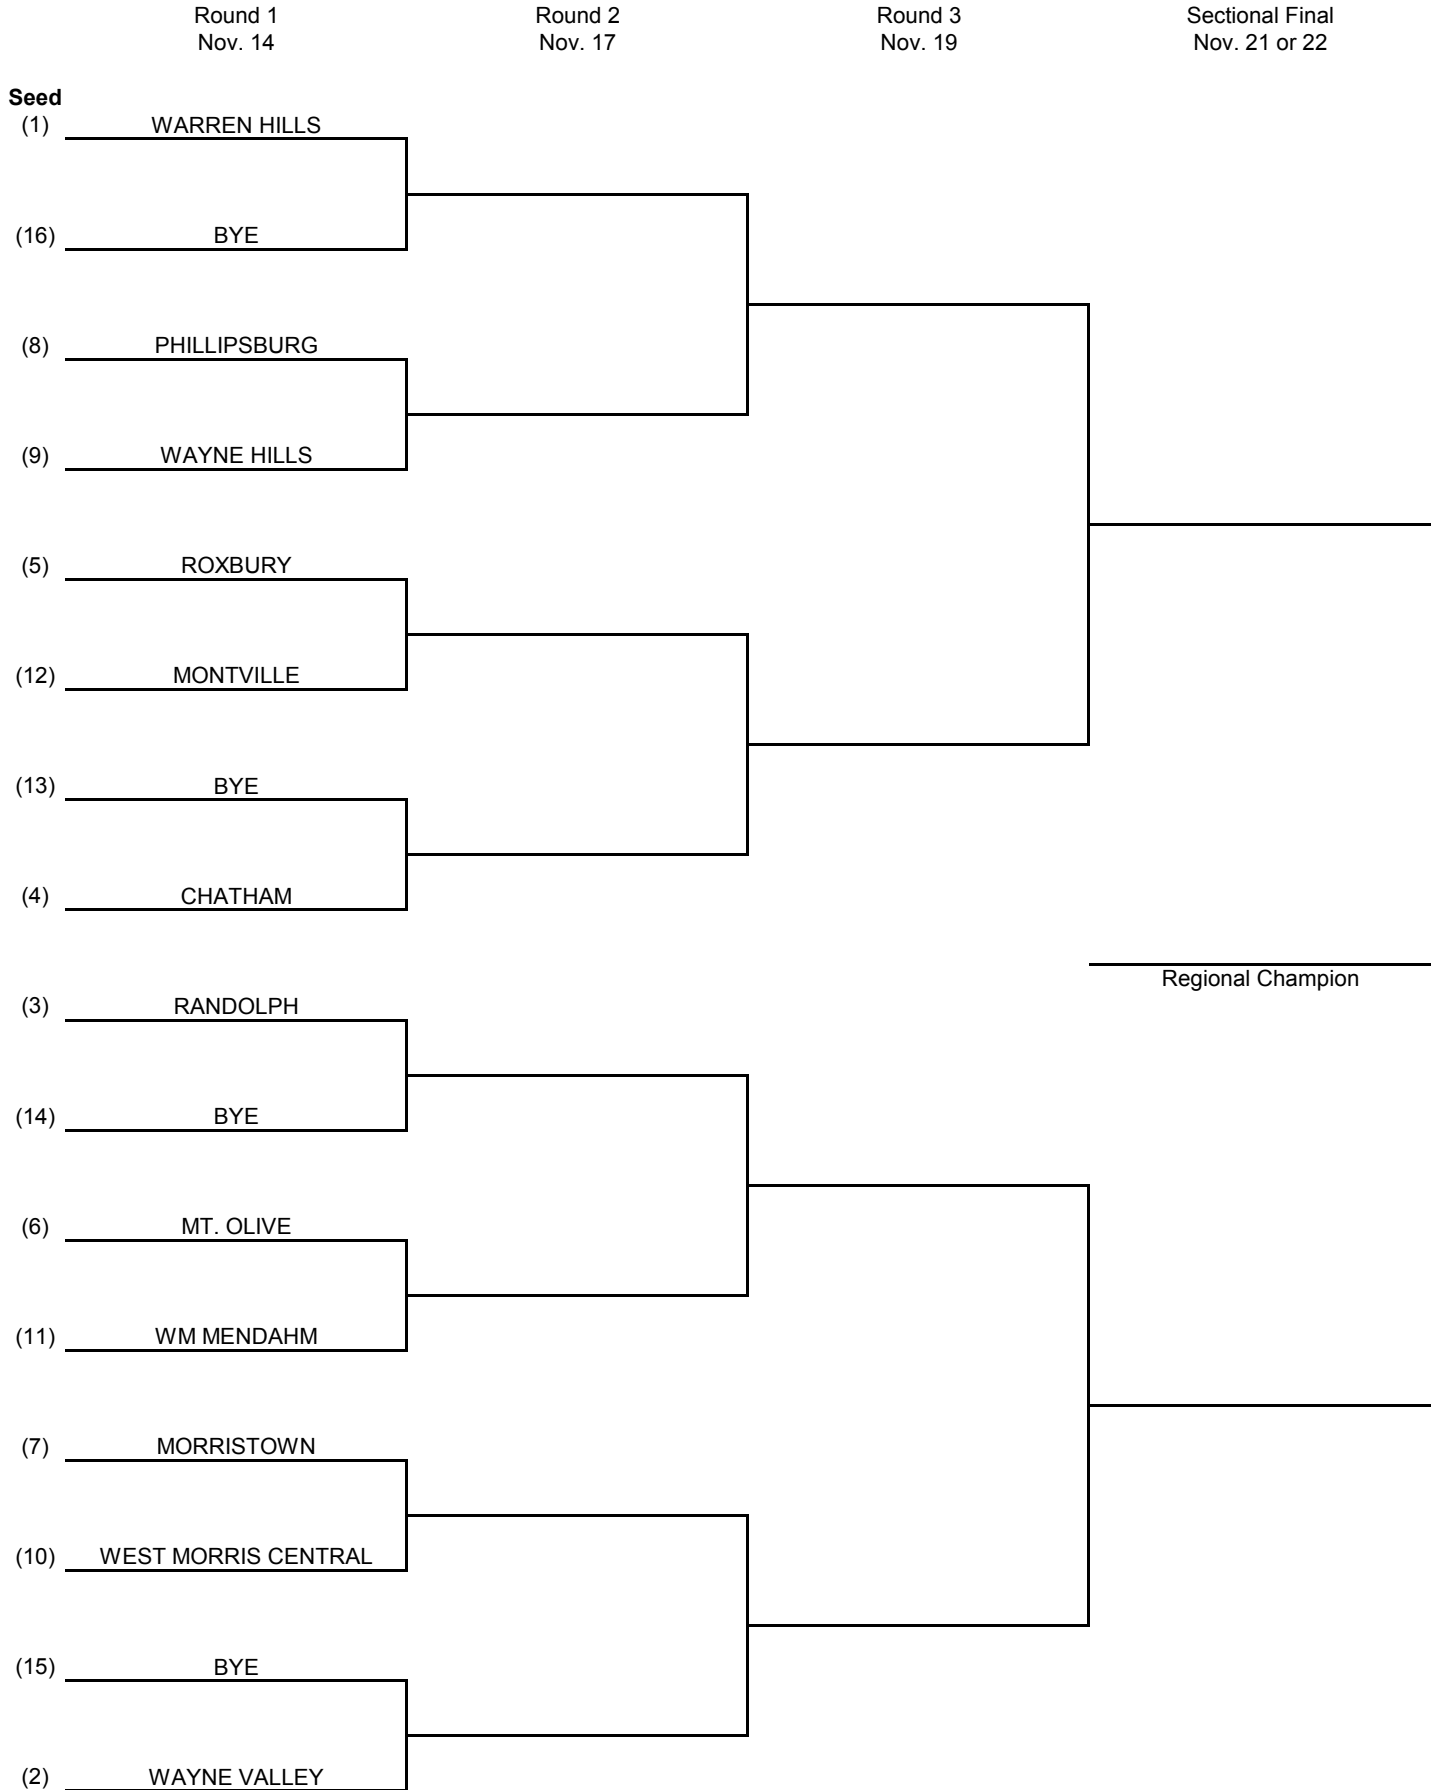 Round 1 Round 2 Round 3 Sectional Final
Nov. 14 Nov. 17 Nov. 19 Nov. 21 or 22
Seed
(1) WARREN HILLS
(16) BYE
(8) PHILLIPSBURG
(9) WAYNE HILLS
(5) ROXBURY
(12) MONTVILLE
(13) BYE
(4) CHATHAM
Regional Champion
(3) RANDOLPH
(14) BYE
(6) MT. OLIVE
(11) WM MENDAHM
(7) MORRISTOWN
(10) WEST MORRIS CENTRAL
(15) BYE
(2) WAYNE VALLEY